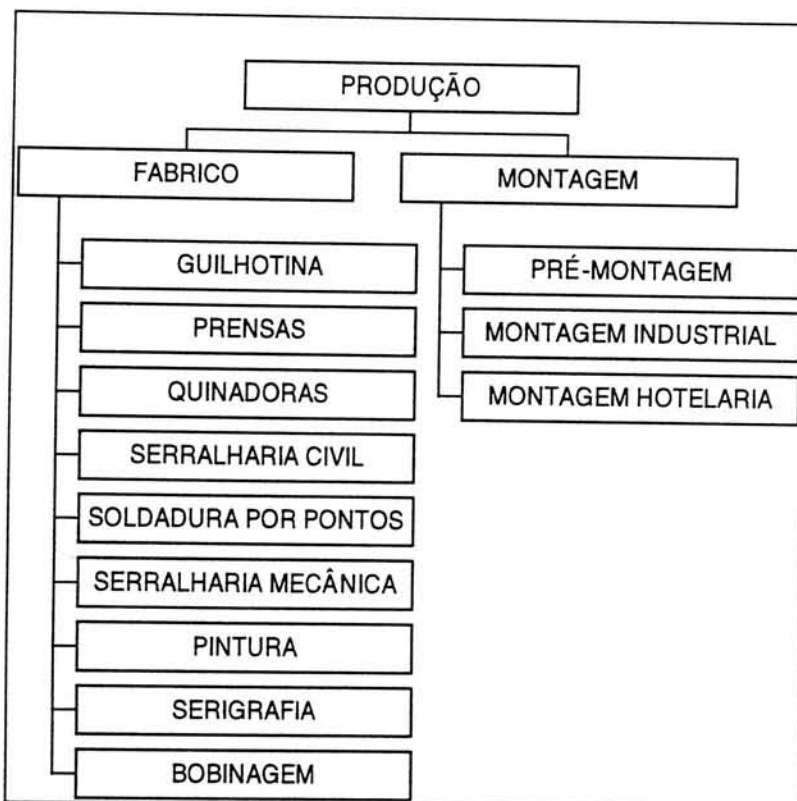 PRODUÇÃO
FABRICO
MONTAGEM
GUILHOTINA
PRENSAS
QUINADORAS
SERRALHARIA CIVIL
SOLDADURA POR PONTOS
SERRALHARIA MECÂNICA
PINTURA
SERIGRAFIA
BOBINAGEM
PRÉ-MONTAGEM
MONTAGEM INDUSTRIAL
MONTAGEM HOTELARIA